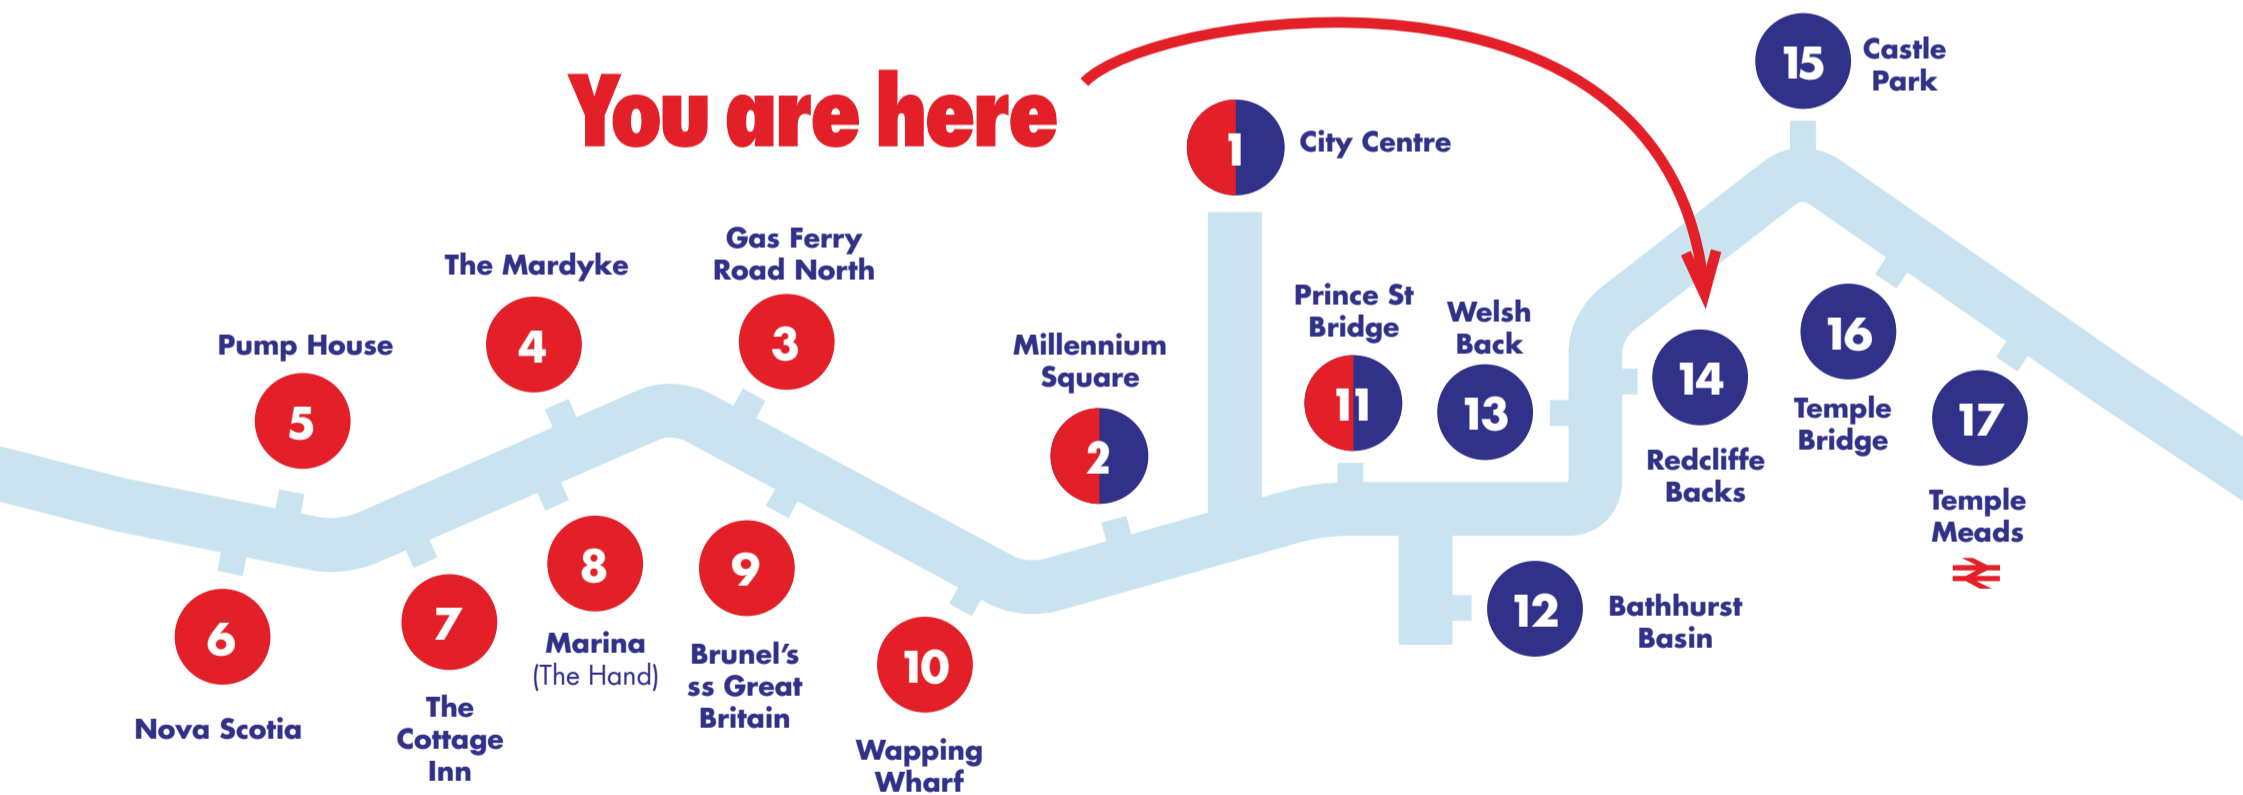 You are here
15
Castle
Park
1
City Centre
Gas Ferry
Road North
3
The Mardyke
4
Pump House
5
Millennium
Square
2
Prince St
Bridge
11
Welsh
Back
13
14
Redcliffe
Backs
16
Temple
Bridge
17
Temple
Meads
6
Nova Scotia
7
The
Cottage
Inn
8
Marina
(The Hand)
9
Brunel’s
ss Great
Britain
10
Wapping
Wharf
12
Bathhurst
Basin